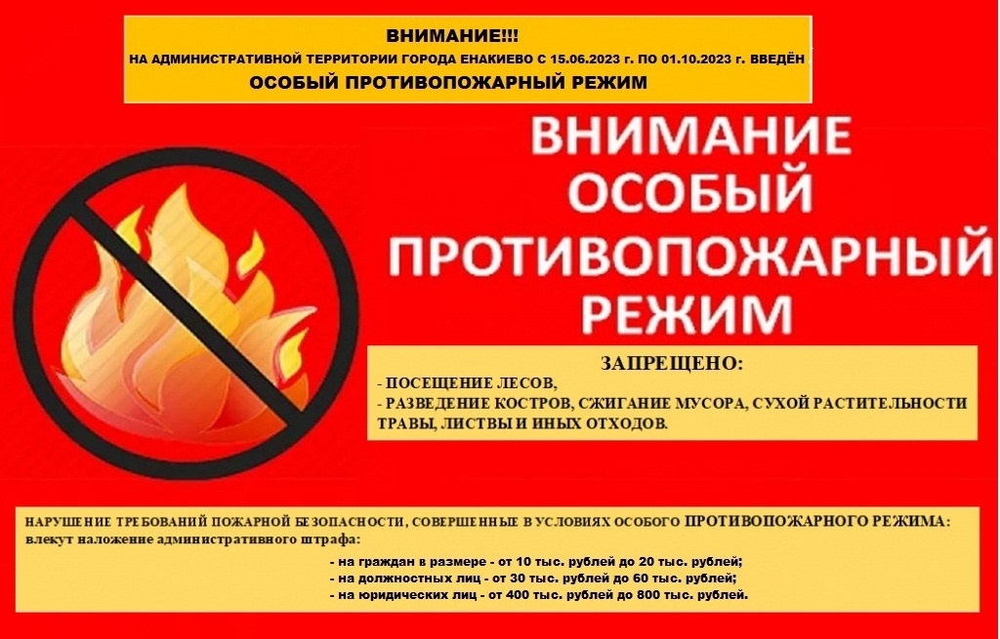 ВНИМАНИЕ!!!
НА АДМИНИСТРАТИВНОЙ ТЕРРИТОРИИ ГОРОДА ЕНАКИЕВО С 15.06.2023 г. ПО 01.10.2023 г. ВВЕДЁН
ОСОБЫЙ ПРОТИВОПОЖАРНЫЙ РЕЖИМ
ВНИМАНИЕ
ОСОБЫЙ
ПРОТИВОПОЖАРНЫЙ
РЕЖИМ
ЗАПРЕЩЕНО:
- ПОСЕЩЕНИЕ ЛЕСОВ,
- РАЗВЕДЕНИЕ КОСТРОВ, СЖИГАНИЕ МУСОРА, СУХОЙ РАСТИТЕЛЬНОСТИ
ТРАВЫ, ЛИСТВЫ И ИНЫХ ОТХОДОВ.
НАРУШЕНИЕ ТРЕБОВАНИЙ ПОЖАРНОЙ БЕЗОПАСНОСТИ, СОВЕРШЕННЫЕ В УСЛОВИЯХ ОСОБОГО ПРОТИВОПОЖАРНОГО РЕЖИМА:
влекут наложение административного штрафа:
- на граждан в размере - от 10 тыс. рублей до 20 тыс. рублей;
- на должностных лиц - от 30 тыс. рублей до 60 тыс. рублей;
- на юридических лиц - от 400 тыс. рублей до 800 тыс. рублей.